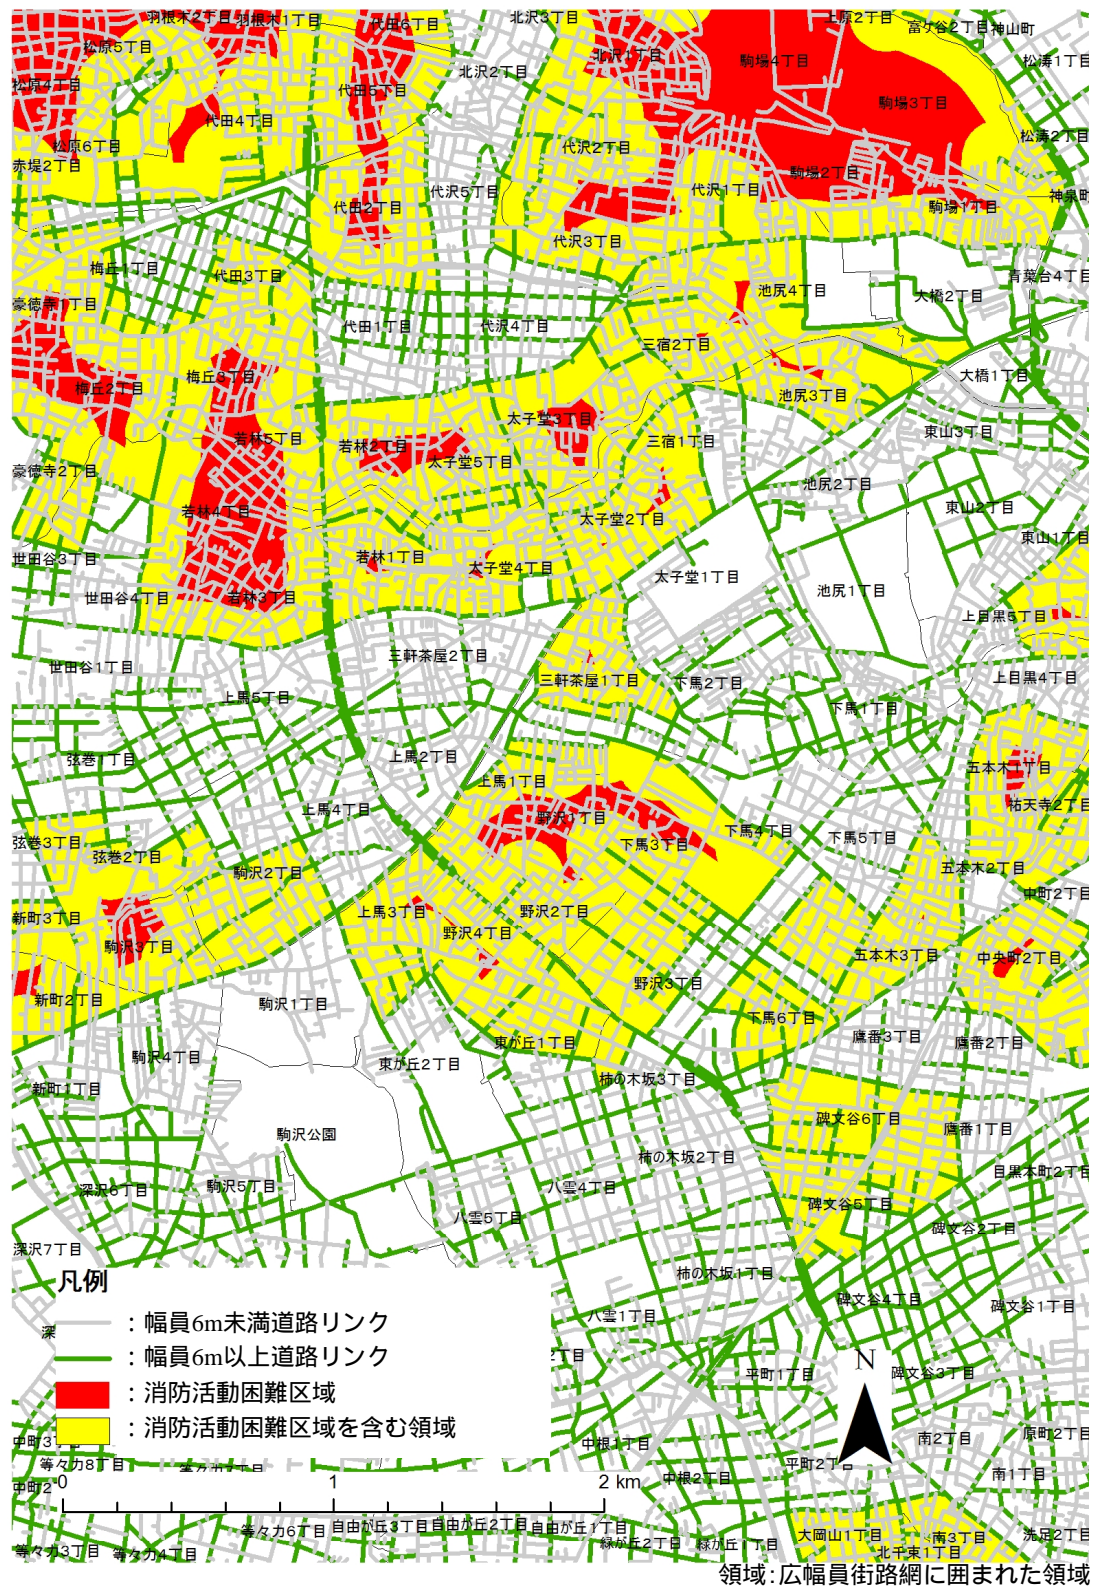 羽根木2丁目
羽根木1丁目
代田6丁目
北沢3丁目
上原2丁目
富ケ谷2丁目
神山町
松原5丁目
北沢1丁目
駒場4丁目
松涛1丁目
北沢2丁目
松原4丁目
代田5丁目
駒場3丁目
代田4丁目
松涛2丁目
松原6丁目
代沢2丁目
赤堤2丁目
駒場2丁目
代沢5丁目
代沢1丁目
神泉町
代田2丁目
駒場1丁目
代沢3丁目
梅丘1丁目
代田3丁目
青葉台4丁目
池尻4丁目
大橋2丁目
豪徳寺1丁目
代田1丁目
代沢4丁目
三宿2丁目
梅丘3丁目
大橋1丁目
梅丘2丁目
池尻3丁目
太子堂3丁目
東山3丁目
若林5丁目
若林2丁目
三宿1丁目
太子堂5丁目
豪徳寺2丁目
池尻2丁目
若林4丁目
東山2丁目
太子堂2丁目
東山1丁目
世田谷3丁目
若林1丁目
太子堂4丁目
太子堂1丁目
池尻1丁目
世田谷4丁目
若林3丁目
上目黒5丁目
三軒茶屋2丁目
世田谷1丁目
三軒茶屋1丁目
下馬2丁目
上目黒4丁目
上馬5丁目
下馬1丁目
弦巻1丁目
上馬2丁目
五本木1丁目
上馬1丁目
祐天寺2丁目
上馬4丁目
野沢1丁目
下馬4丁目
下馬5丁目
弦巻3丁目
弦巻2丁目
下馬3丁目
駒沢2丁目
五本木2丁目
中町2丁目
新町3丁目
上馬3丁目
野沢2丁目
野沢4丁目
駒沢3丁目
五本木3丁目
中央町2丁目
野沢3丁目
新町2丁目
駒沢1丁目
下馬6丁目
鷹番3丁目
鷹番2丁目
東が丘1丁目
駒沢4丁目
東が丘2丁目
柿の木坂3丁目
新町1丁目
碑文谷6丁目
鷹番1丁目
駒沢公園
柿の木坂2丁目
目黒本町2丁目
深沢6丁目
駒沢5丁目
八雲4丁目
碑文谷5丁目
八雲5丁目
碑文谷2丁目
深沢7丁目
柿の木坂1丁目
凡例
碑文谷4丁目
碑文谷1丁目
八雲1丁目
深
：幅員6m未満道路リンク
：幅員6m以上道路リンク
2丁目
N
平町1丁目
碑文谷3丁目
：消防活動困難区域
：消防活動困難区域を含む領域
原町2丁目
中町3丁
中根1丁目
南2丁目
等々力8丁目
平町2丁目
南1丁目
中根2丁目
中町2
0 1 2 km
等々力6丁目
自由が丘3丁目
自由が丘2丁目
自由が丘1丁目
緑が丘2丁目
緑が丘1丁目
大岡山1丁目
南3丁目
洗足2丁目
等々力3丁目
等々力4丁目
北千束1丁目
領域：広幅員街路網に囲まれた領域